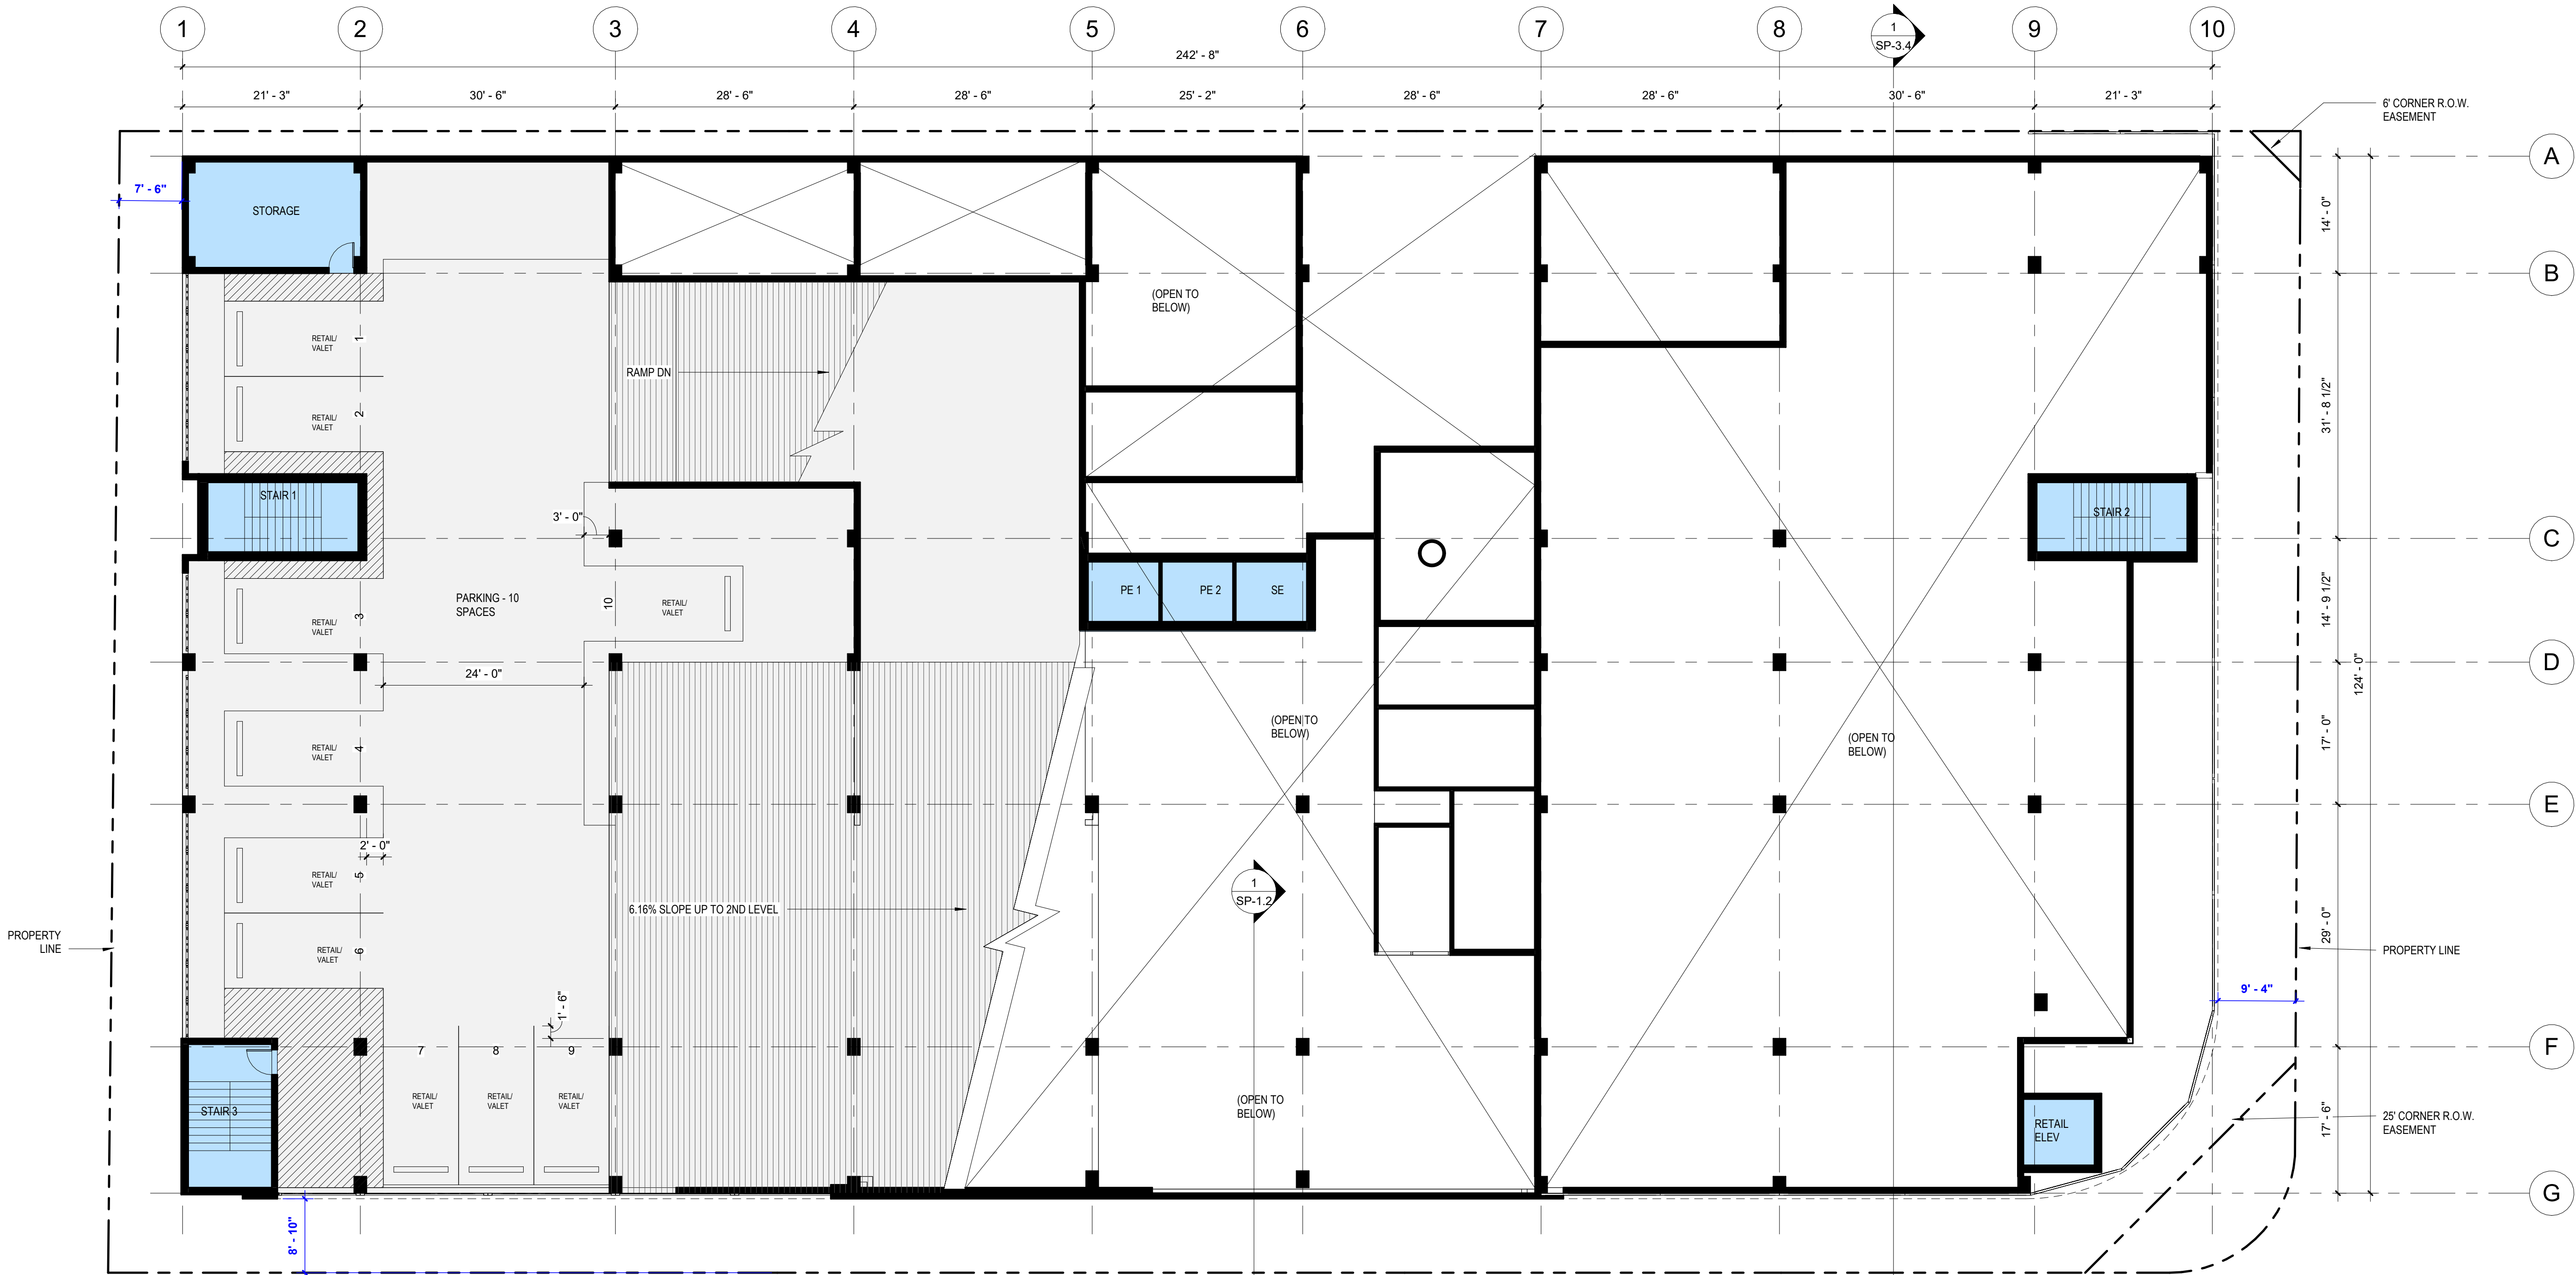 1
2
3
4
5
6
7
8
9
10
1
SP-3.4
242' - 8"
21' - 3"
30' - 6"
28' - 6"
28' - 6"
25' - 2"
28' - 6"
28' - 6"
30' - 6"
21' - 3"
6' CORNER R.O.W.
EASEMENT
A
7' - 6"
STORAGE
14' - 0"
B
(OPEN TO
BELOW)
RETAIL/
VALET
1
RAMP DN
31' - 8 1/2"
RETAIL/
VALET
2
STAIR 1
3' - 0"
STAIR 2
C
PE 1
PE 2
SE
PARKING - 10
SPACES
10
RETAIL/
VALET
14' - 9 1/2"
RETAIL/
VALET
3
D
24' - 0"
124' - 0"
RETAIL/
VALET
4
(OPEN TO
BELOW)
(OPEN TO
BELOW)
17' - 0"
E
2' - 0"
RETAIL/
VALET
5
1
SP-1.2
6.16% SLOPE UP TO 2ND LEVEL
29' - 0"
PROPERTY
LINE
RETAIL/
VALET
6
PROPERTY LINE
9' - 4"
1' - 6"
7
8
9
F
RETAIL/
VALET
RETAIL/
VALET
RETAIL/
VALET
STAIR 3
(OPEN TO
BELOW)
RETAIL
ELEV
17' - 6"
25' CORNER R.O.W.
EASEMENT
G
8' - 10"